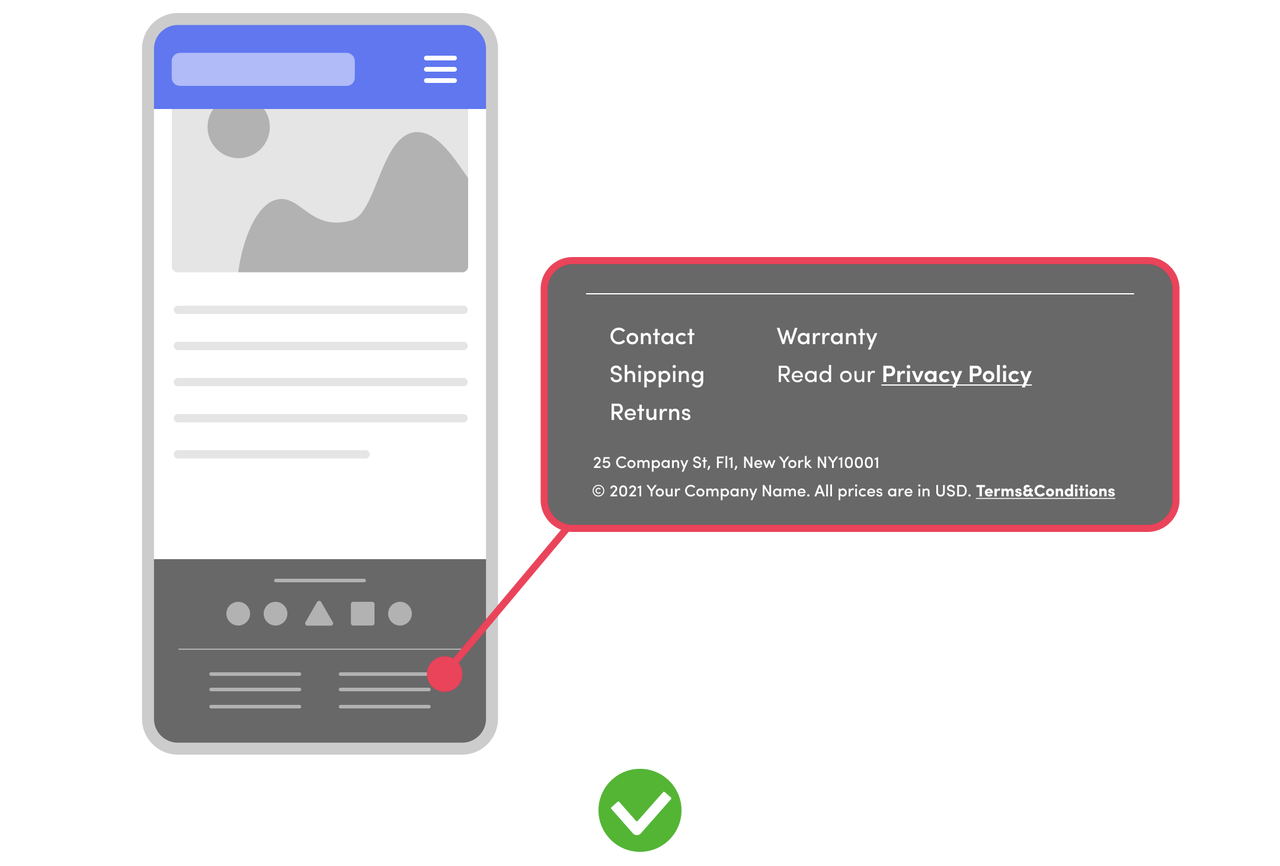 Contact
Shipping
Returns
Warranty
Read our Privacy Policy
25 Company St, Fl1, New York NY10001
© 2021 Your Company Name. All prices are in USD. Terms&Conditions